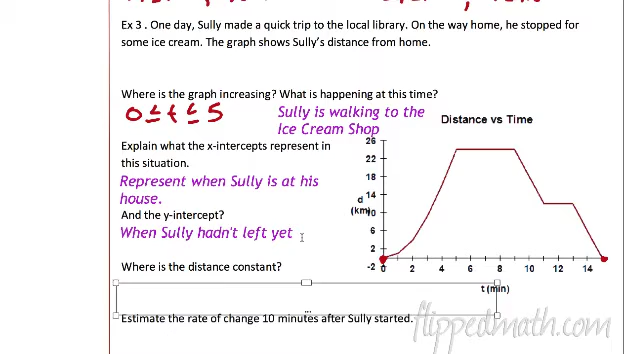 Ex 3 . One day, Sully made a quick trip to the local library. On the way home, he stopped for
some ice cream. The graph shows Sully's distance from home.
Where is the graph increasing? What is happening at this time?
0 ≤ t ≤ 5
Sully is walking to the
Ice Cream Shop
Explain what the x-intercepts represent in
this situation.
Represent when Sully is at his
house.
And the y-intercept?
When Sully hadn't left yet
Where is the distance constant?
Estimate the rate of change 10 minutes after Sully started.
Distance vs Time
26
22
18
14
d
(km)
10
6
2
-2
0 2 4 6 8 10 12 14
t (min)
flippedmath.com